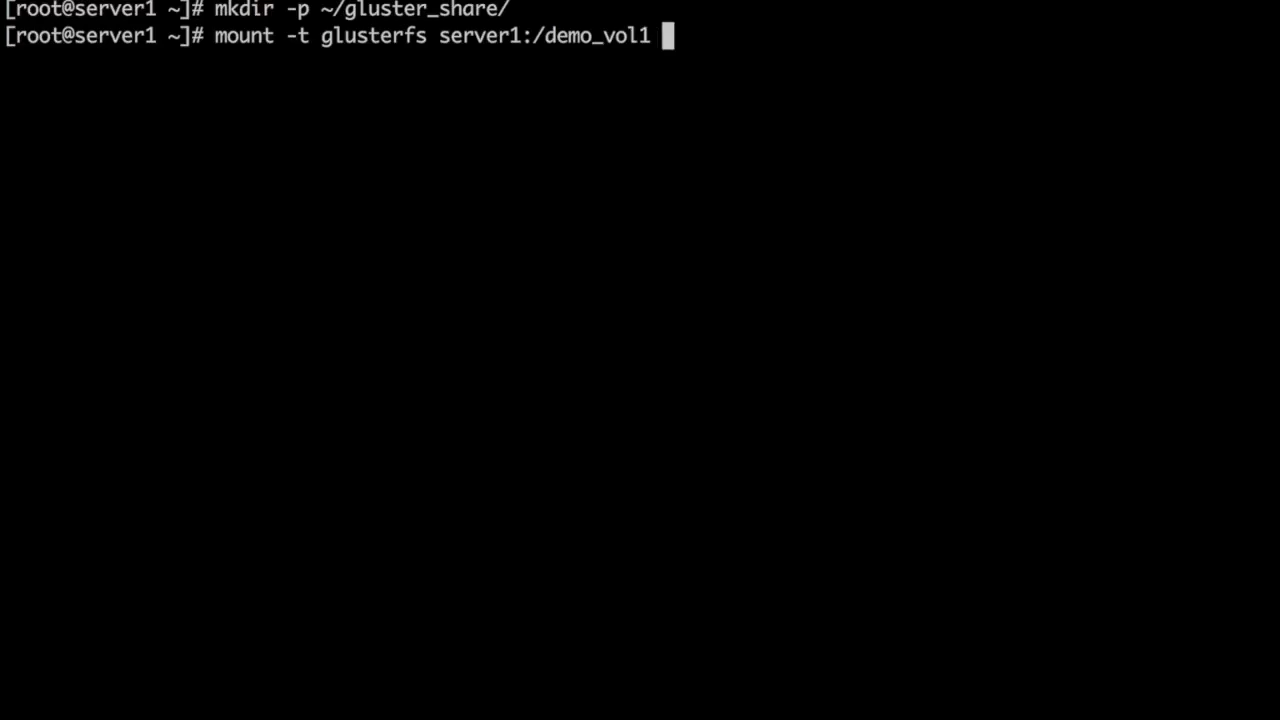 [root@server1 ~]# mkdir -p ~/gluster_share/
[root@server1 ~]# mount -t glusterfs server1:/demo_vol1